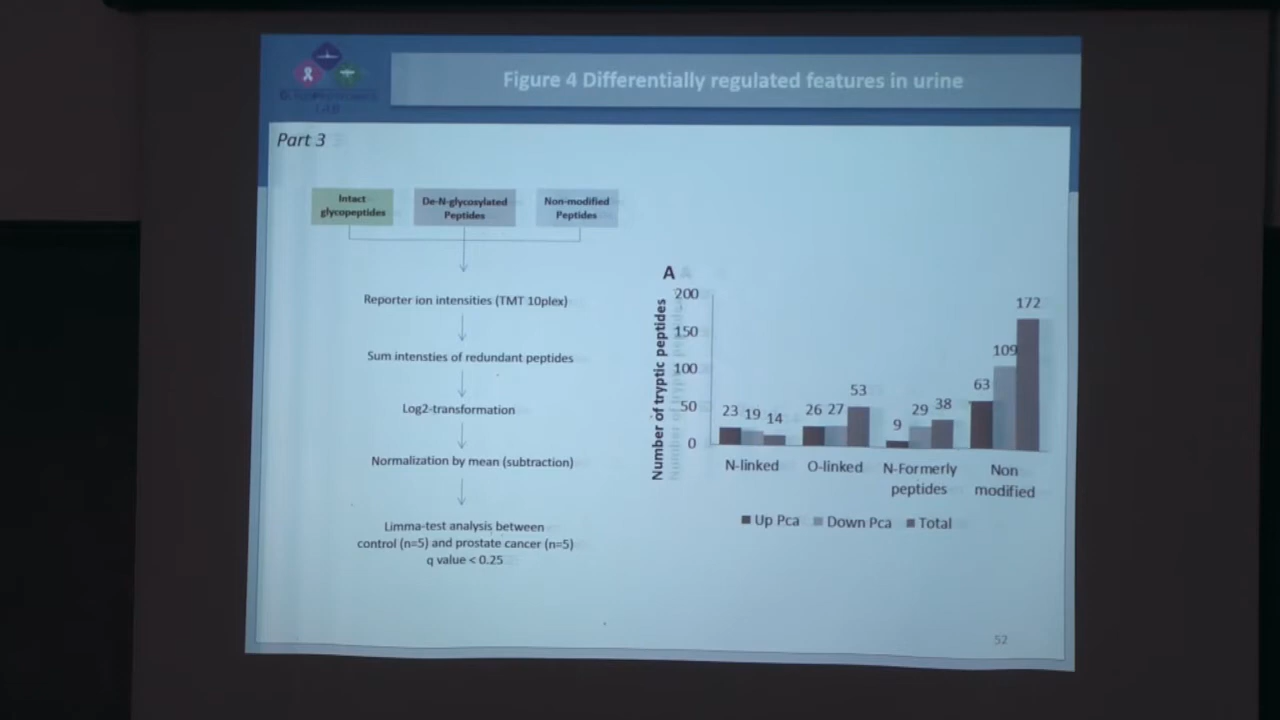 Figure 4 Differentially regulated features in urine
Part 3
Intact
glycopeptides
De-N-glycosylated
Peptides
Non-modified
Peptides
Reporter ion intensities (TMT 10plex)
Sum intensties of redundant peptides
Log2-transformation
Normalization by mean (subtraction)
Limma-test analysis between
control (n=5) and prostate cancer (n=5)
q value < 0.25
A
Number of tryptic peptides
200
150
100
50
0
23 19 14
26 27 53
9 29 38
63 109 172
N-linked
O-linked
N-Formerly
peptides
Non
modified
Up Pca Down Pca Total
52